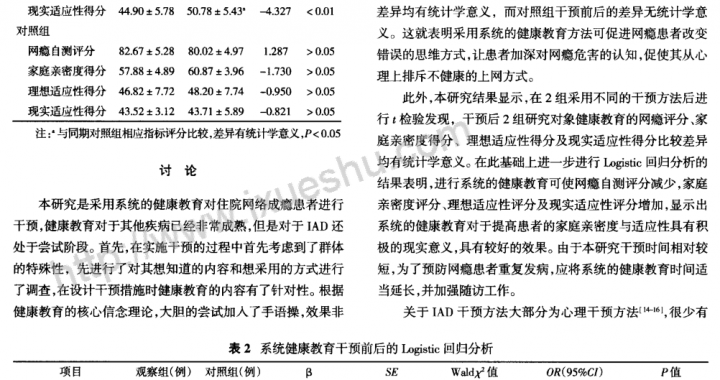 现实适应性得分 44.90±5.78 50.78±5.43ᵃ -4.327 <0.01
对照组
网瘾自测评分 82.67±5.28 80.02±4.97 1.287 >0.05
家庭亲密度得分 57.88±4.89 60.87±3.96 -1.730 >0.05
理想适应性得分 46.82±7.72 48.20±7.74 -0.950 >0.05
现实适应性得分 43.52±3.12 43.71±5.89 -0.821 >0.05
注:ᵃ与同期对照组相应指标评分比较,差异有统计学意义,P<0.05
讨 论
本研究是采用系统的健康教育对住院网络成瘾患者进行
干预,健康教育对于其他疾病已经非常成熟,但是对于 IAD 还
处于尝试阶段。首先,在实施干预的过程中首先考虑到了群体
的特殊性, 先进行了对其想知道的内容和想采用的方式进行
了调查,在设计干预措施时健康教育的内容有了针对性。根据
健康教育的核心信念理论,大胆的尝试加入了手语操,效果非
差异均有统计学意义, 而对照组干预前后的差异无统计学意
义。这就表明采用系统的健康教育方法可促进网瘾患者改变
错误的思维方式,让患者加深对网瘾危害的认知,促使其从心
理上排斥不健康的上网方式。
此外,本研究结果显示,在 2 组采用不同的干预方法后进
行 t 检验发现, 干预后 2 组研究对象健康教育的网瘾评分、家
庭亲密度得分、理想适应性得分及现实适应性得分比较差异
均有统计学意义。在此基础上进一步进行 Logistic 回归分析的
结果表明,进行系统的健康教育可使网瘾自测评分减少,家庭
亲密度评分、理想适应性评分及现实适应性评分增加,显示出
系统的健康教育对于提高患者的家庭亲密度与适应性具有积
极的现实意义,具有较好的效果。由于本研究干预时间相对较
短,为了预防网瘾患者重复发病,应将系统的健康教育时间适
当延长,并加强随访工作。
关于 IAD 干预方法大部分为心理干预方法[14-16],很少有
表 2 系统健康教育干预前后的 Logistic 回归分析
项目 观察组(例) 对照组(例) β SE Waldχ²值 OR(95%CI) P值
http://www.ixueshu.com